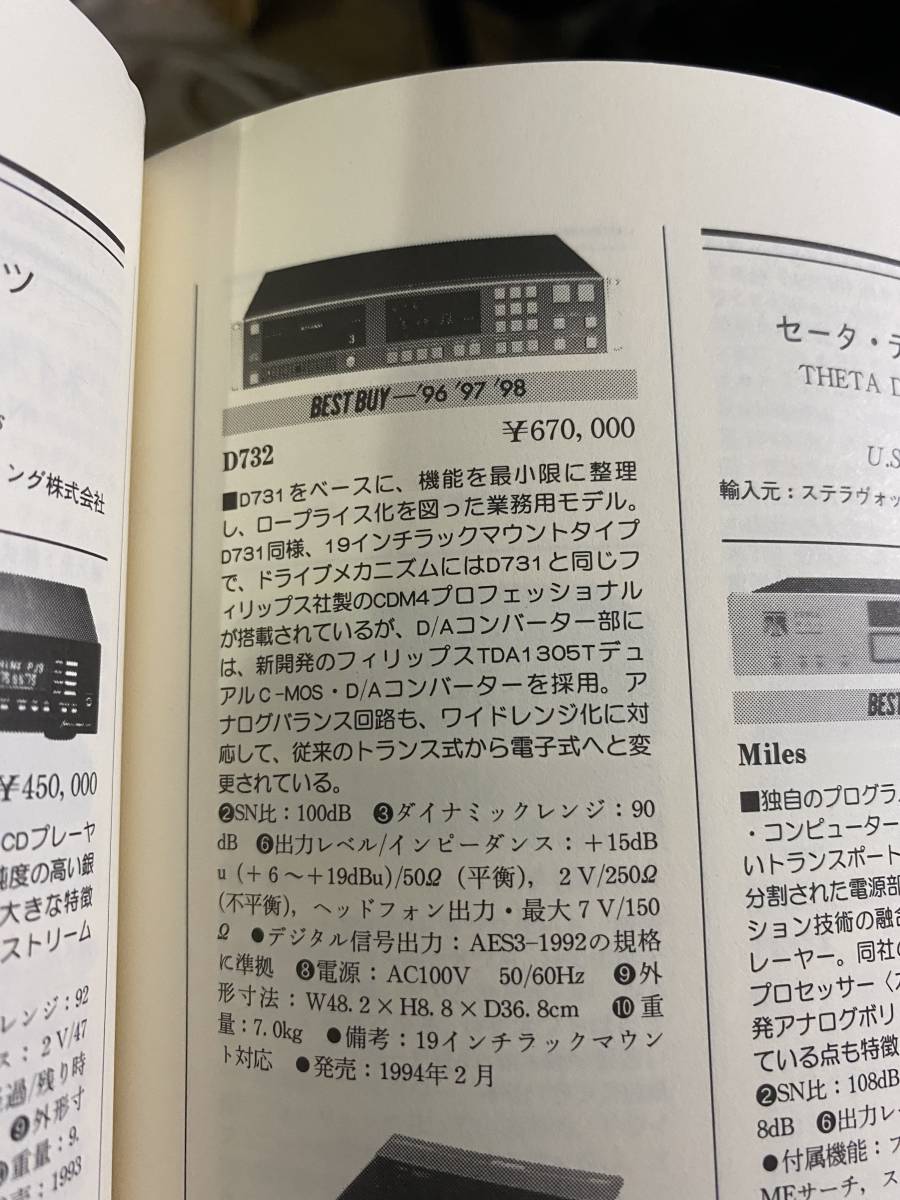 ツ
ング株式会社
¥450,000
CDプレーヤ
純度の高い銀
大きな特徴
ストリーム
レンジ：92
ス：2V/47
過/残り時
❾外形寸
重量：9.
売：1993
BEST BUY—'96 '97 '98
¥670,000
D732
■D731をベースに、機能を最小限に整理
し、ロープライス化を図った業務用モデル。
D731同様、19インチラックマウントタイプ
で、ドライブメカニズムにはD731と同じフ
ィリップス社製のCDM4プロフェッショナル
が搭載されているが、D/Aコンバーター部に
は、新開発のフィリップスTDA1305Tデュ
アルC-MOS・D/Aコンバーターを採用。ア
ナログバランス回路も、ワイドレンジ化に対
応して、従来のトランス式から電子式へと変
更されている。
❷SN比：100dB ❸ダイナミックレンジ：90
dB ❻出力レベル/インピーダンス：+15dB
u(+6〜+19dBu)/50Ω(平衡)，2V/250Ω
(不平衡)，ヘッドフォン出力・最大7V/150
Ω ●デジタル信号出力：AES3-1992の規格
に準拠 ❽電源：AC100V 50/60Hz ❾外
形寸法：W48.2×H8.8×D36.8cm ❿重
量：7.0kg ●備考：19インチラックマウン
ト対応 ●発売：1994年2月
セータ・デ
THETA D
U.S
輸入元：ステラヴォッ
BEST
Miles
■独自のプログラム
・コンピューター
いトランスポート
分割された電源部
ション技術の融合
レーヤー。同社の
プロセッサー〈
発アナログボリ
ている点も特徴
❷SN比：108dB
8dB ❻出力レ
●付属機能：
MEサーチ，ス